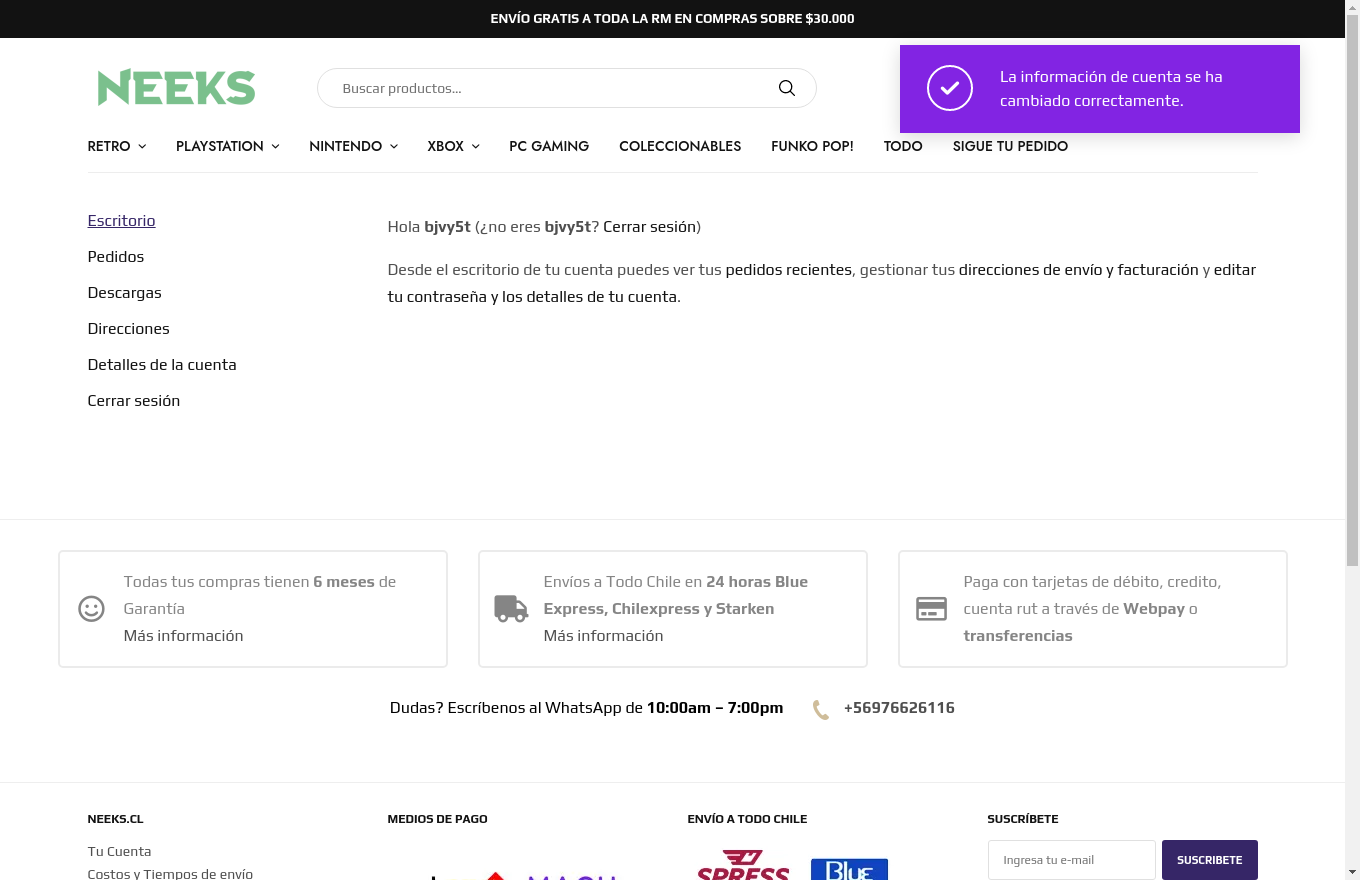 ENVÍO GRATIS A TODA LA RM EN COMPRAS SOBRE $30.000
NEEKS
Buscar productos...
La información de cuenta se ha
cambiado correctamente.
RETRO PLAYSTATION NINTENDO XBOX PC GAMING COLECCIONABLES FUNKO POP! TODO SIGUE TU PEDIDO
Escritorio
Pedidos
Descargas
Direcciones
Detalles de la cuenta
Cerrar sesión
Hola bjvy5t (¿no eres bjvy5t? Cerrar sesión)
Desde el escritorio de tu cuenta puedes ver tus pedidos recientes, gestionar tus direcciones de envío y facturación y editar
tu contraseña y los detalles de tu cuenta.
Todas tus compras tienen 6 meses de
Garantía
Más información
Envíos a Todo Chile en 24 horas Blue
Express, Chilexpress y Starken
Más información
Paga con tarjetas de débito, credito,
cuenta rut a través de Webpay o
transferencias
Dudas? Escríbenos al WhatsApp de 10:00am – 7:00pm +56976626116
NEEKS.CL
Tu Cuenta
Costos y Tiempos de envío
MEDIOS DE PAGO
ENVÍO A TODO CHILE
SPRESS
Blue
SUSCRÍBETE
Ingresa tu e-mail
SUSCRIBETE